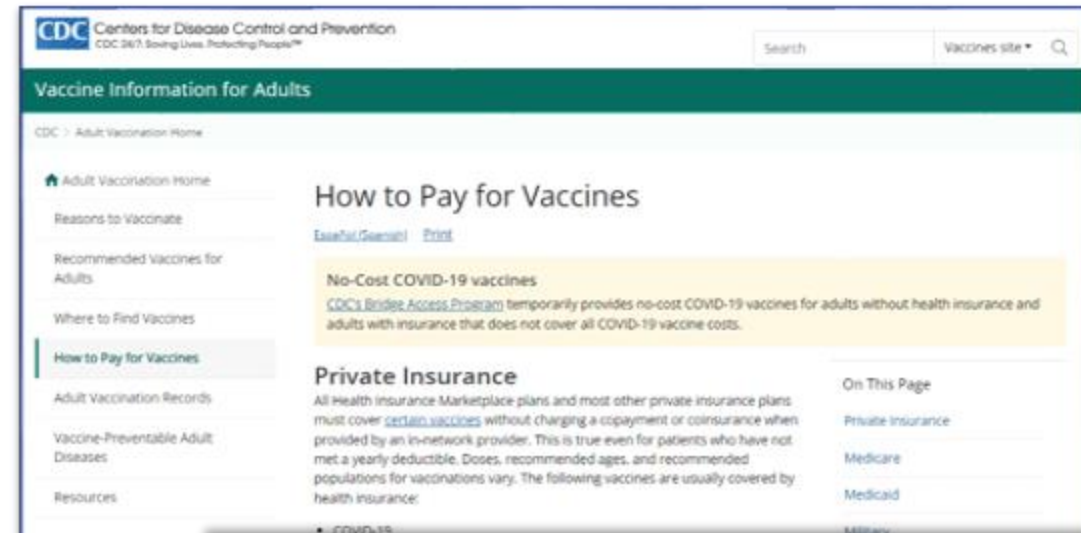 CDC Centers for Disease Control and Prevention
CDC 24/7: Saving Lives, Protecting People™
Search
Vaccines site
Vaccine Information for Adults
CDC > Adult Vaccination Home
Adult Vaccination Home
Reasons to Vaccinate
Recommended Vaccines for
Adults
Where to Find Vaccines
How to Pay for Vaccines
Adult Vaccination Records
Vaccine-Preventable Adult
Diseases
Resources
How to Pay for Vaccines
Español (Spanish) Print
No-Cost COVID-19 vaccines
CDC's Bridge Access Program temporarily provides no-cost COVID-19 vaccines for adults without health insurance and
adults with insurance that does not cover all COVID-19 vaccine costs.
Private Insurance
All Health Insurance Marketplace plans and most other private insurance plans
must cover certain vaccines without charging a copayment or coinsurance when
provided by an in-network provider. This is true even for patients who have not
met a yearly deductible. Doses, recommended ages, and recommended
populations for vaccinations vary. The following vaccines are usually covered by
health insurance:
• COVID-19
On This Page
Private Insurance
Medicare
Medicaid
Military